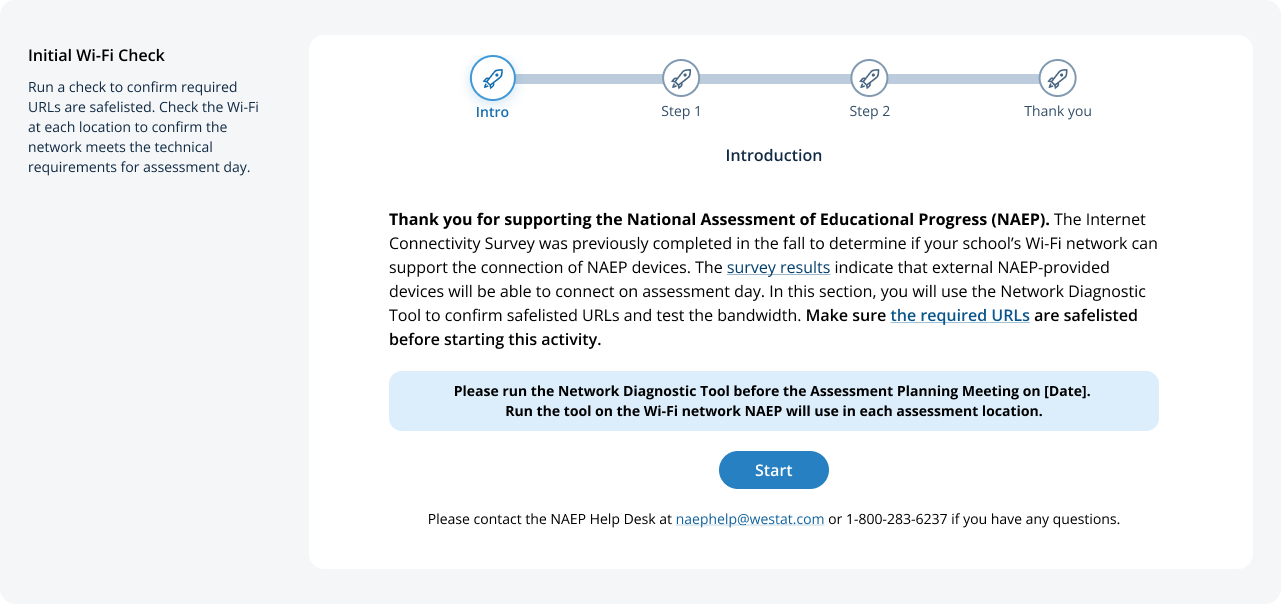 Initial Wi-Fi Check
Run a check to confirm required
URLs are safelisted. Check the Wi-Fi
at each location to confirm the
network meets the technical
requirements for assessment day.
Intro
Step 1
Step 2
Thank you
Introduction
Thank you for supporting the National Assessment of Educational Progress (NAEP). The Internet
Connectivity Survey was previously completed in the fall to determine if your school’s Wi-Fi network can
support the connection of NAEP devices. The survey results indicate that external NAEP-provided
devices will be able to connect on assessment day. In this section, you will use the Network Diagnostic
Tool to confirm safelisted URLs and test the bandwidth. Make sure the required URLs are safelisted
before starting this activity.
Please run the Network Diagnostic Tool before the Assessment Planning Meeting on [Date].
Run the tool on the Wi-Fi network NAEP will use in each assessment location.
Start
Please contact the NAEP Help Desk at naephelp@westat.com or 1-800-283-6237 if you have any questions.